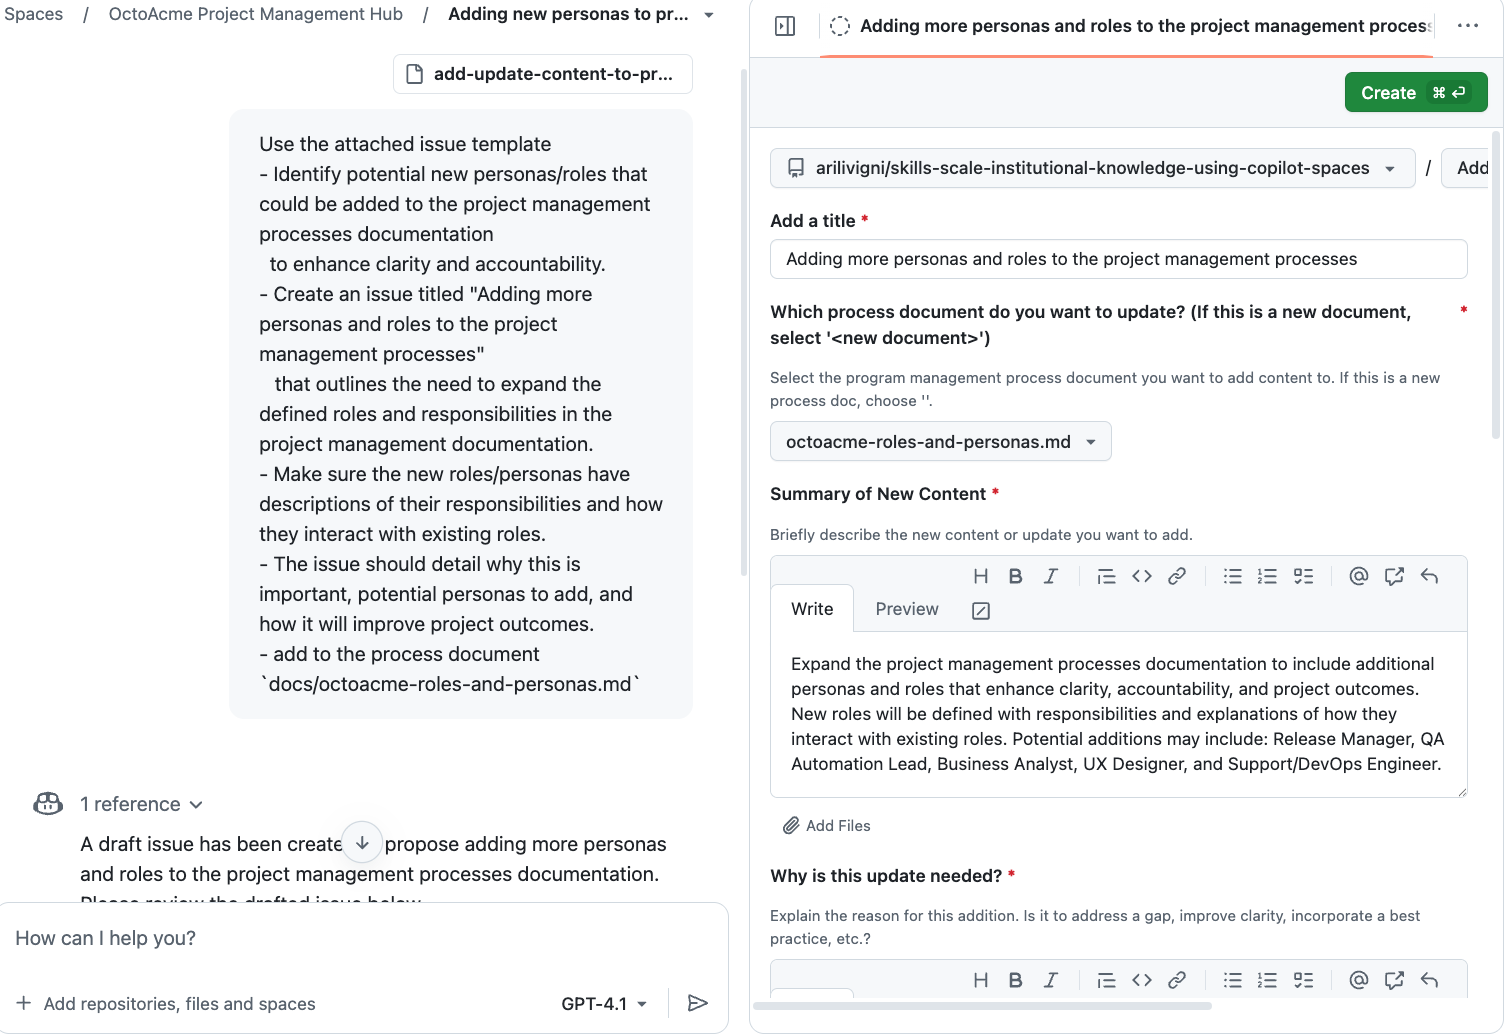 Spaces / OctoAcme Project Management Hub / Adding new personas to pr...
add-update-content-to-pr...
Use the attached issue template
- Identify potential new personas/roles that
could be added to the project management
processes documentation
to enhance clarity and accountability.
- Create an issue titled "Adding more
personas and roles to the project
management processes"
that outlines the need to expand the
defined roles and responsibilities in the
project management documentation.
- Make sure the new roles/personas have
descriptions of their responsibilities and how
they interact with existing roles.
- The issue should detail why this is
important, potential personas to add, and
how it will improve project outcomes.
- add to the process document
`docs/octoacme-roles-and-personas.md`
1 reference
A draft issue has been create propose adding more personas
and roles to the project management processes documentation.
Please review the drafted issue below
How can I help you?
+ Add repositories, files and spaces
GPT-4.1
Adding more personas and roles to the project management process
Create ⌘ ↵
arilivigni/skills-scale-institutional-knowledge-using-copilot-spaces / Add
Add a title *
Adding more personas and roles to the project management processes
Which process document do you want to update? (If this is a new document, *
select '<new document>')
Select the program management process document you want to add content to. If this is a new
process doc, choose ''.
octoacme-roles-and-personas.md
Summary of New Content *
Briefly describe the new content or update you want to add.
Write Preview
Expand the project management processes documentation to include additional
personas and roles that enhance clarity, accountability, and project outcomes.
New roles will be defined with responsibilities and explanations of how they
interact with existing roles. Potential additions may include: Release Manager, QA
Automation Lead, Business Analyst, UX Designer, and Support/DevOps Engineer.
Add Files
Why is this update needed? *
Explain the reason for this addition. Is it to address a gap, improve clarity, incorporate a best
practice, etc.?